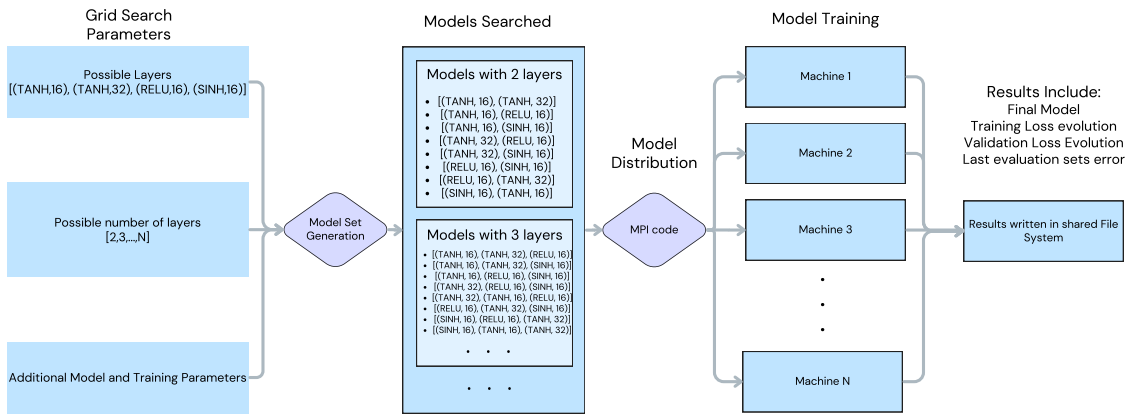 Grid Search
Parameters
Possible Layers
[(TANH,16), (TANH,32), (RELU,16), (SINH,16)]
Possible number of layers
[2,3,...,N]
Additional Model and Training Parameters
Model Set
Generation
Models Searched
Models with 2 layers
• [(TANH, 16), (TANH, 32)]
• [(TANH, 16), (RELU, 16)]
• [(TANH, 16), (SINH, 16)]
• [(TANH, 32), (RELU, 16)]
• [(TANH, 32), (SINH, 16)]
• [(RELU, 16), (SINH, 16)]
• [(RELU, 16), (TANH, 32)]
• [(SINH, 16), (TANH, 16)]
Models with 3 layers
• [(TANH, 16), (TANH, 32), (RELU, 16)]
• [(TANH, 16), (TANH, 32), (SINH, 16)]
• [(TANH, 16), (RELU, 16), (SINH, 16)]
• [(TANH, 32), (RELU, 16), (SINH, 16)]
• [(TANH, 32), (TANH, 16), (RELU, 16)]
• [(RELU, 16), (TANH, 32), (SINH, 16)]
• [(SINH, 16), (RELU, 16), (TANH, 32)]
• [(SINH, 16), (TANH, 16), (TANH, 32)]
. . .
. . .
Model
Distribution
MPI code
Model Training
Machine 1
Machine 2
Machine 3
.
.
.
Machine N
Results Include:
Final Model
Training Loss evolution
Validation Loss Evolution
Last evaluation sets error
Results written in shared File
System